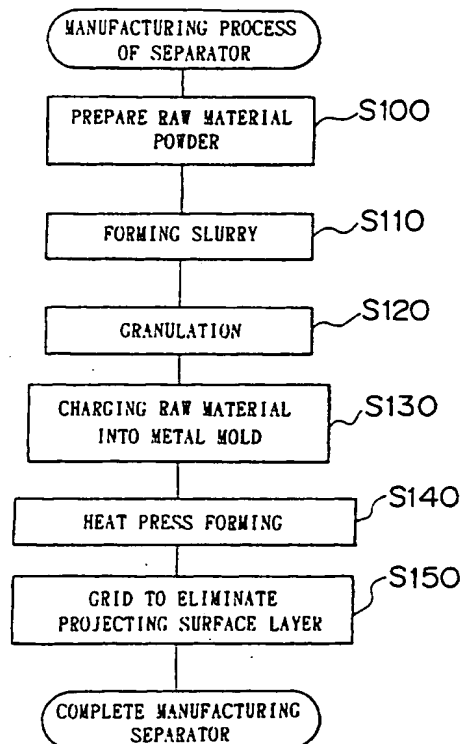 MANUFACTURING PROCESS
OF SEPARATOR
PREPARE RAW MATERIAL
POWDER
S100
FORMING SLURRY
S110
GRANULATION
S120
CHARGING RAW MATERIAL
INTO METAL MOLD
S130
HEAT PRESS FORMING
S140
GRID TO ELIMINATE
PROJECTING SURFACE LAYER
S150
COMPLETE MANUFACTURING
SEPARATOR